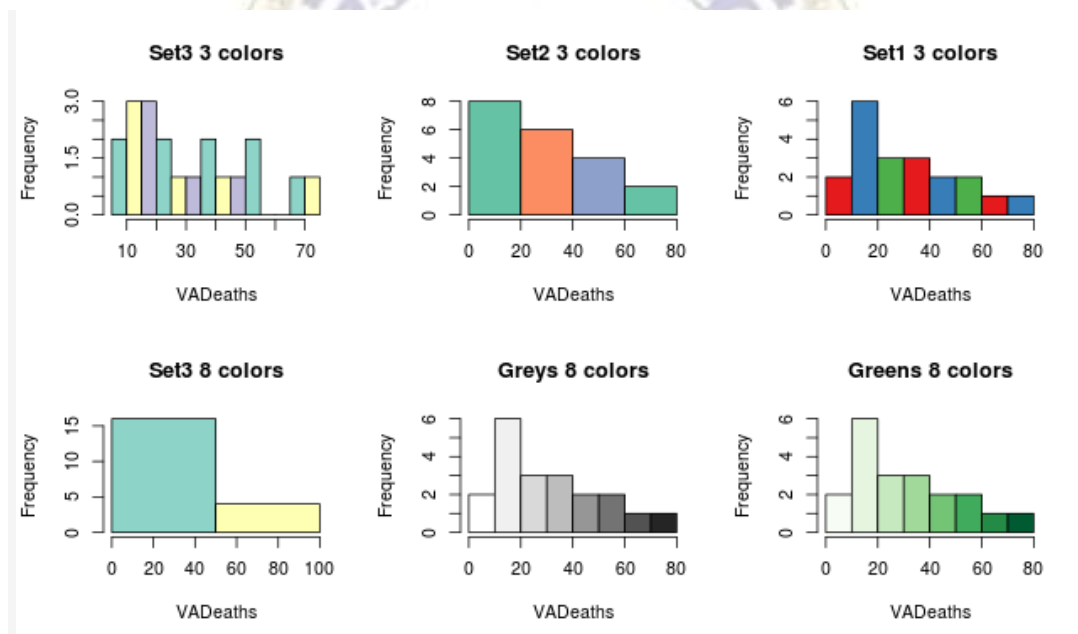 Set3 3 colors
Frequency
0.0 1.5 3.0
10 30 50 70
VADeaths
Set2 3 colors
Frequency
0 2 4 6 8
0 20 40 60 80
VADeaths
Set1 3 colors
Frequency
0 2 4 6
0 20 40 60 80
VADeaths
Set3 8 colors
Frequency
0 5 10 15
0 20 40 60 80 100
VADeaths
Greys 8 colors
Frequency
0 2 4 6
0 20 40 60 80
VADeaths
Greens 8 colors
Frequency
0 2 4 6
0 20 40 60 80
VADeaths